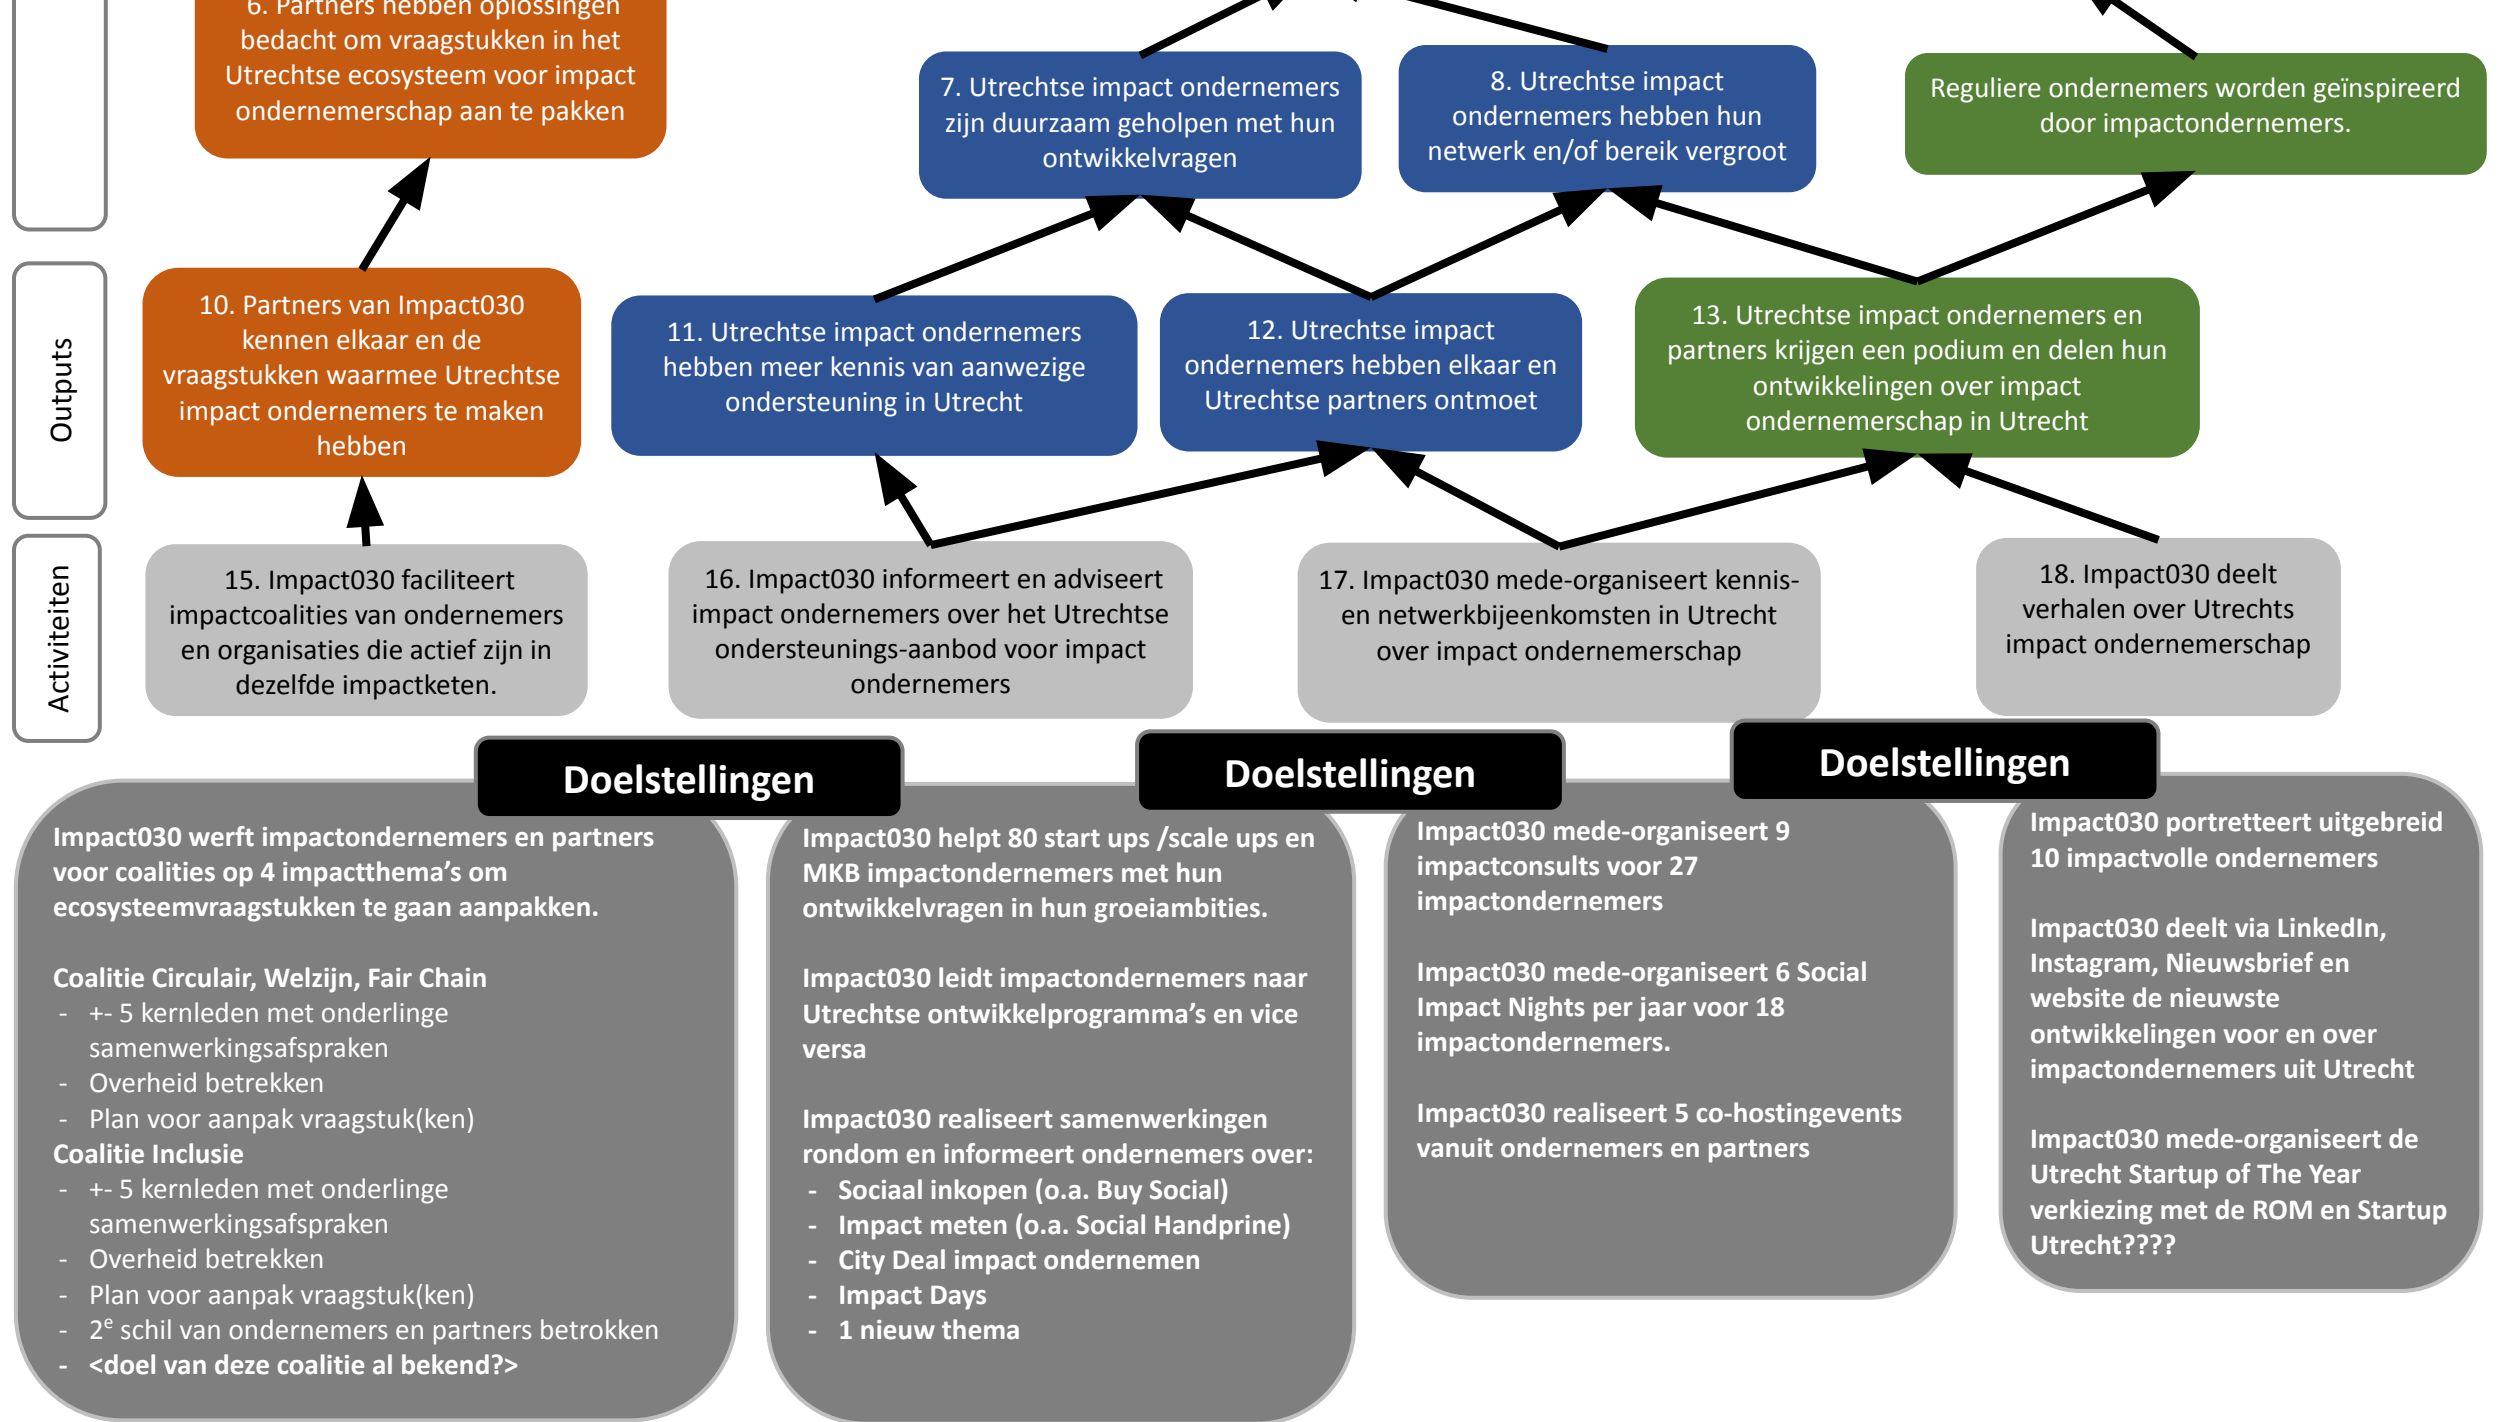 6. Partners hebben oplossingen
bedacht om vraagstukken in het
Utrechtse ecosysteem voor impact
ondernemerschap aan te pakken
7. Utrechtse impact ondernemers
zijn duurzaam geholpen met hun
ontwikkelvragen
8. Utrechtse impact
ondernemers hebben hun
netwerk en/of bereik vergroot
Reguliere ondernemers worden geïnspireerd
door impactondernemers.
Outputs
10. Partners van Impact030
kennen elkaar en de
vraagstukken waarmee Utrechtse
impact ondernemers te maken
hebben
11. Utrechtse impact ondernemers
hebben meer kennis van aanwezige
ondersteuning in Utrecht
12. Utrechtse impact
ondernemers hebben elkaar en
Utrechtse partners ontmoet
13. Utrechtse impact ondernemers en
partners krijgen een podium en delen hun
ontwikkelingen over impact
ondernemerschap in Utrecht
Activiteiten
15. Impact030 faciliteert
impactcoalities van ondernemers
en organisaties die actief zijn in
dezelfde impactketen.
16. Impact030 informeert en adviseert
impact ondernemers over het Utrechtse
ondersteunings-aanbod voor impact
ondernemers
17. Impact030 mede-organiseert kennis-
en netwerkbijeenkomsten in Utrecht
over impact ondernemerschap
18. Impact030 deelt
verhalen over Utrechts
impact ondernemerschap
Doelstellingen
Doelstellingen
Doelstellingen
Impact030 werft impactondernemers en partners
voor coalities op 4 impactthema’s om
ecosysteemvraagstukken te gaan aanpakken.
Coalitie Circulair, Welzijn, Fair Chain
- +- 5 kernleden met onderlinge
samenwerkingsafspraken
- Overheid betrekken
- Plan voor aanpak vraagstuk(ken)
Coalitie Inclusie
- +- 5 kernleden met onderlinge
samenwerkingsafspraken
- Overheid betrekken
- Plan voor aanpak vraagstuk(ken)
- 2e schil van ondernemers en partners betrokken
- <doel van deze coalitie al bekend?>
Impact030 helpt 80 start ups /scale ups en
MKB impactondernemers met hun
ontwikkelvragen in hun groeiambities.
Impact030 leidt impactondernemers naar
Utrechtse ontwikkelprogramma’s en vice
versa
Impact030 realiseert samenwerkingen
rondom en informeert ondernemers over:
- Sociaal inkopen (o.a. Buy Social)
- Impact meten (o.a. Social Handprine)
- City Deal impact ondernemen
- Impact Days
- 1 nieuw thema
Impact030 mede-organiseert 9
impactconsults voor 27
impactondernemers
Impact030 mede-organiseert 6 Social
Impact Nights per jaar voor 18
impactondernemers.
Impact030 realiseert 5 co-hostingevents
vanuit ondernemers en partners
Impact030 portretteert uitgebreid
10 impactvolle ondernemers
Impact030 deelt via LinkedIn,
Instagram, Nieuwsbrief en
website de nieuwste
ontwikkelingen voor en over
impactondernemers uit Utrecht
Impact030 mede-organiseert de
Utrecht Startup of The Year
verkiezing met de ROM en Startup
Utrecht????